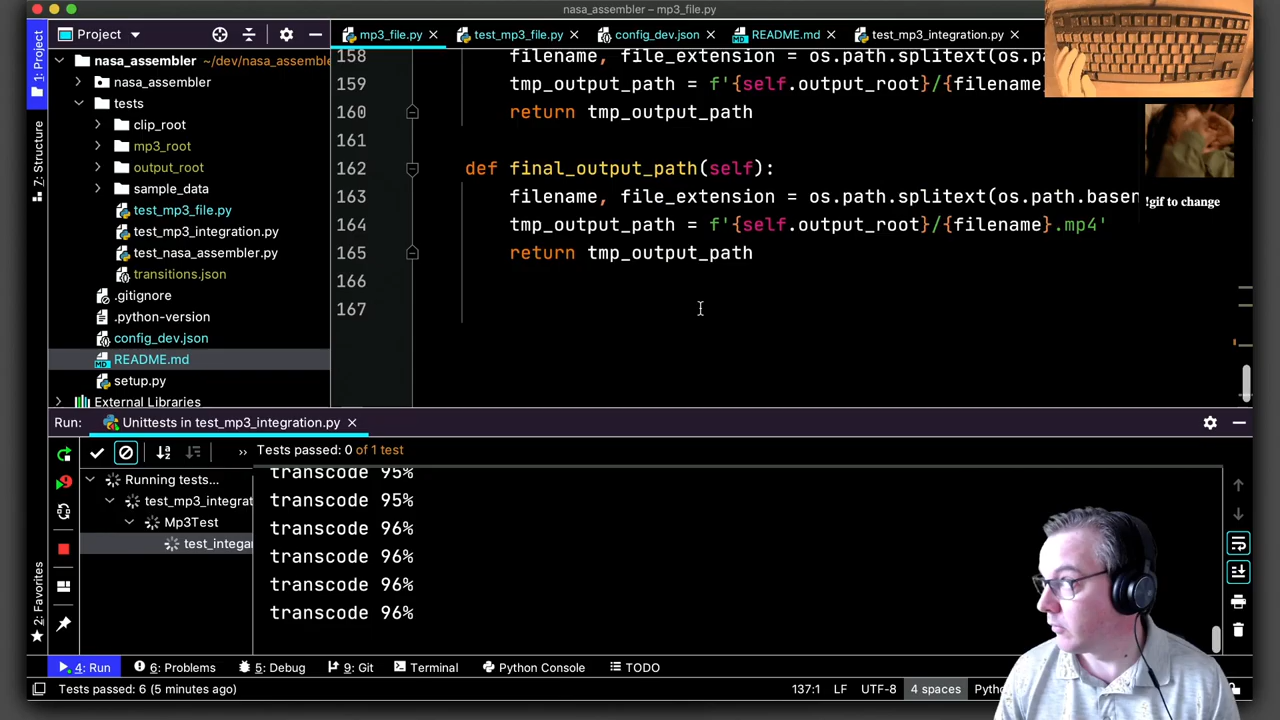 nasa_assembler – mp3_file.py
Project
mp3_file.py
test_mp3_file.py
config_dev.json
README.md
test_mp3_integration.py
1: Project
7: Structure
2: Favorites
nasa_assembler ~/dev/nasa_assemble
nasa_assembler
tests
clip_root
mp3_root
output_root
sample_data
test_mp3_file.py
test_mp3_integration.py
test_nasa_assembler.py
transitions.json
.gitignore
.python-version
config_dev.json
README.md
setup.py
External Libraries
158 filename, file_extension = os.path.splitext(os.pa
159 tmp_output_path = f'{self.output_root}/{filename}
160 return tmp_output_path
161
162 def final_output_path(self):
163 filename, file_extension = os.path.splitext(os.path.basen
164 tmp_output_path = f'{self.output_root}/{filename}.mp4'
165 return tmp_output_path
166
167
!gif to change
Run: Unittests in test_mp3_integration.py
Tests passed: 0 of 1 test
Running tests...
test_mp3_integrat
Mp3Test
test_integar
transcode 95%
transcode 95%
transcode 96%
transcode 96%
transcode 96%
transcode 96%
4: Run
6: Problems
5: Debug
9: Git
Terminal
Python Console
TODO
Tests passed: 6 (5 minutes ago)
137:1 LF UTF-8 4 spaces Pytho